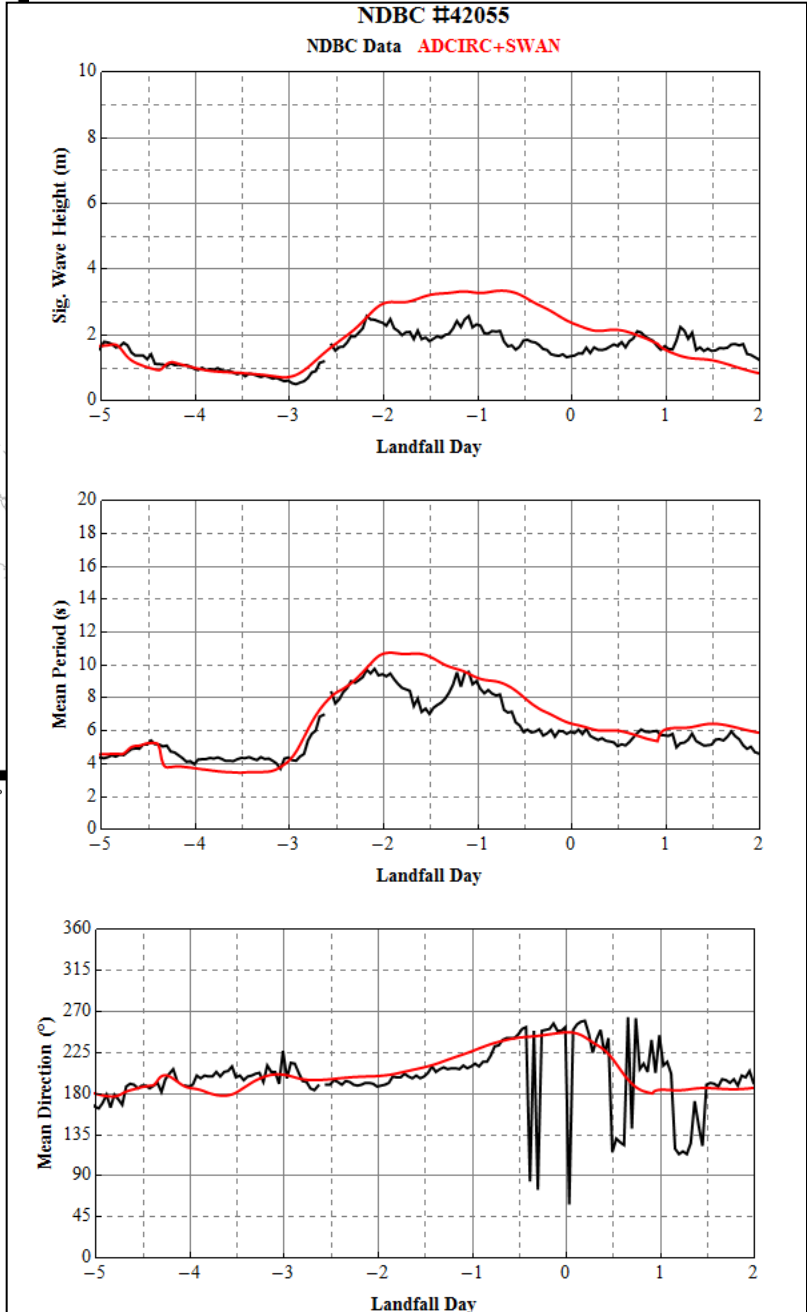 NDBC #42055
NDBC Data ADCIRC+SWAN
Sig. Wave Height (m)
10
8
6
4
2
0
−5 −4 −3 −2 −1 0 1 2
Landfall Day
Mean Period (s)
20
18
16
14
12
10
8
6
4
2
0
−5 −4 −3 −2 −1 0 1 2
Landfall Day
Mean Direction (°)
360
315
270
225
180
135
90
45
0
−5 −4 −3 −2 −1 0 1 2
Landfall Day